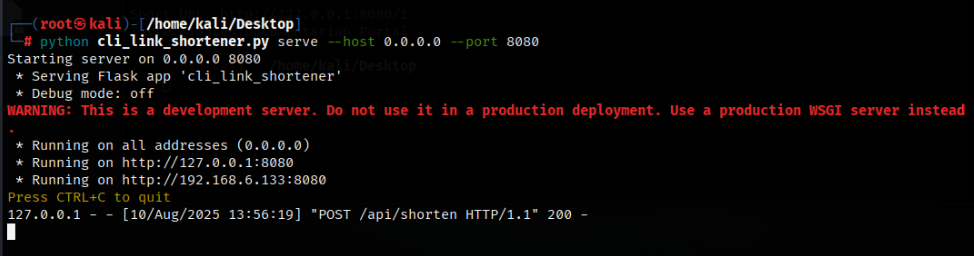 ┌──(root㉿kali)-[/home/kali/Desktop]
└─# python cli_link_shortener.py serve --host 0.0.0.0 --port 8080
Starting server on 0.0.0.0 8080
 * Serving Flask app 'cli_link_shortener'
 * Debug mode: off
WARNING: This is a development server. Do not use it in a production deployment. Use a production WSGI server instead
.
 * Running on all addresses (0.0.0.0)
 * Running on http://127.0.0.1:8080
 * Running on http://192.168.6.133:8080
Press CTRL+C to quit
127.0.0.1 - - [10/Aug/2025 13:56:19] "POST /api/shorten HTTP/1.1" 200 -